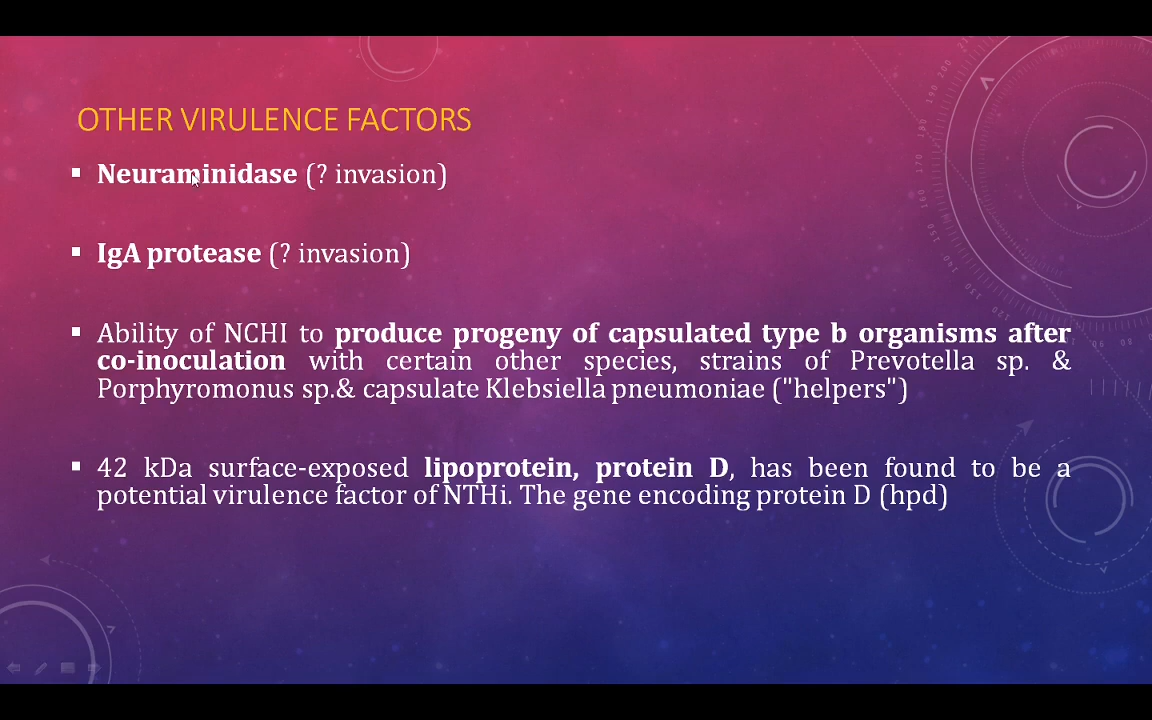 OTHER VIRULENCE FACTORS
▪ Neuraminidase (? invasion)
▪ IgA protease (? invasion)
▪ Ability of NCHI to produce progeny of capsulated type b organisms after
co-inoculation with certain other species, strains of Prevotella sp. &
Porphyromonus sp.& capsulate Klebsiella pneumoniae ("helpers")
▪ 42 kDa surface-exposed lipoprotein, protein D, has been found to be a
potential virulence factor of NTHi. The gene encoding protein D (hpd)